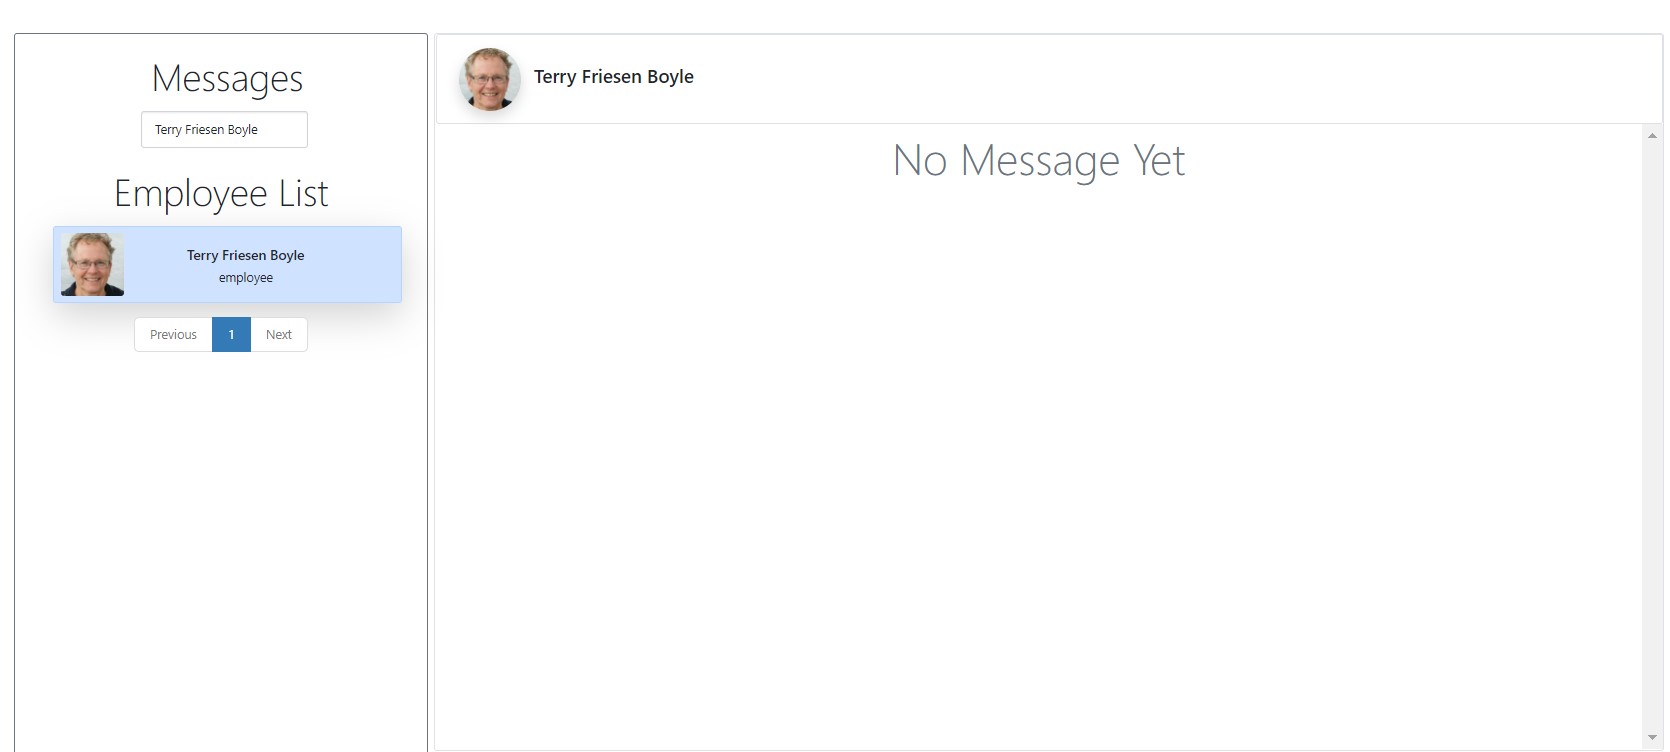 Messages
Terry Friesen Boyle
Employee List
Terry Friesen Boyle
employee
Previous 1 Next
Terry Friesen Boyle
No Message Yet